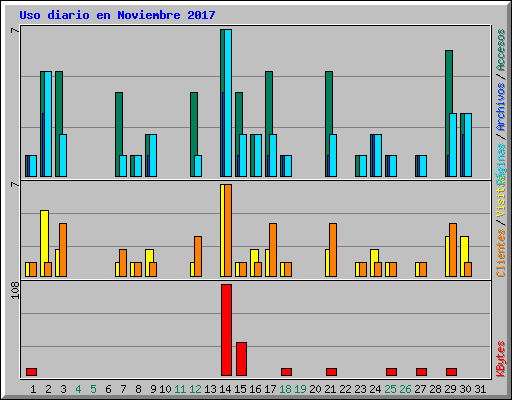 Uso diario en Noviembre 2017
7
7
108
1 2 3 4 5 6 7 8 9 10 11 12 13 14 15 16 17 18 19 20 21 22 23 24 25 26 27 28 29 30 31
Páginas / Archivos / Accesos
Clientes / Visitas
KBytes